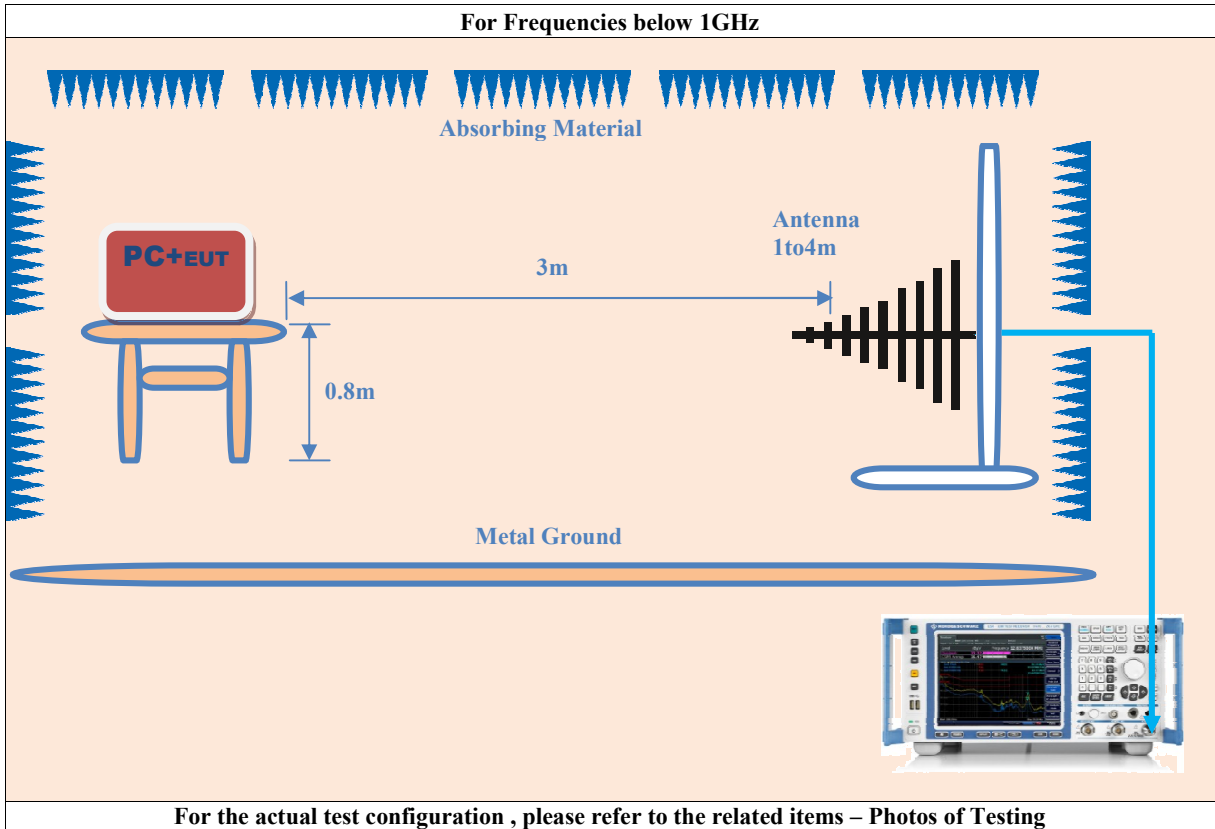 For Frequencies below 1GHz
Absorbing Material
PC+EUT
Antenna
1to4m
3m
0.8m
Metal Ground
For the actual test configuration , please refer to the related items – Photos of Testing